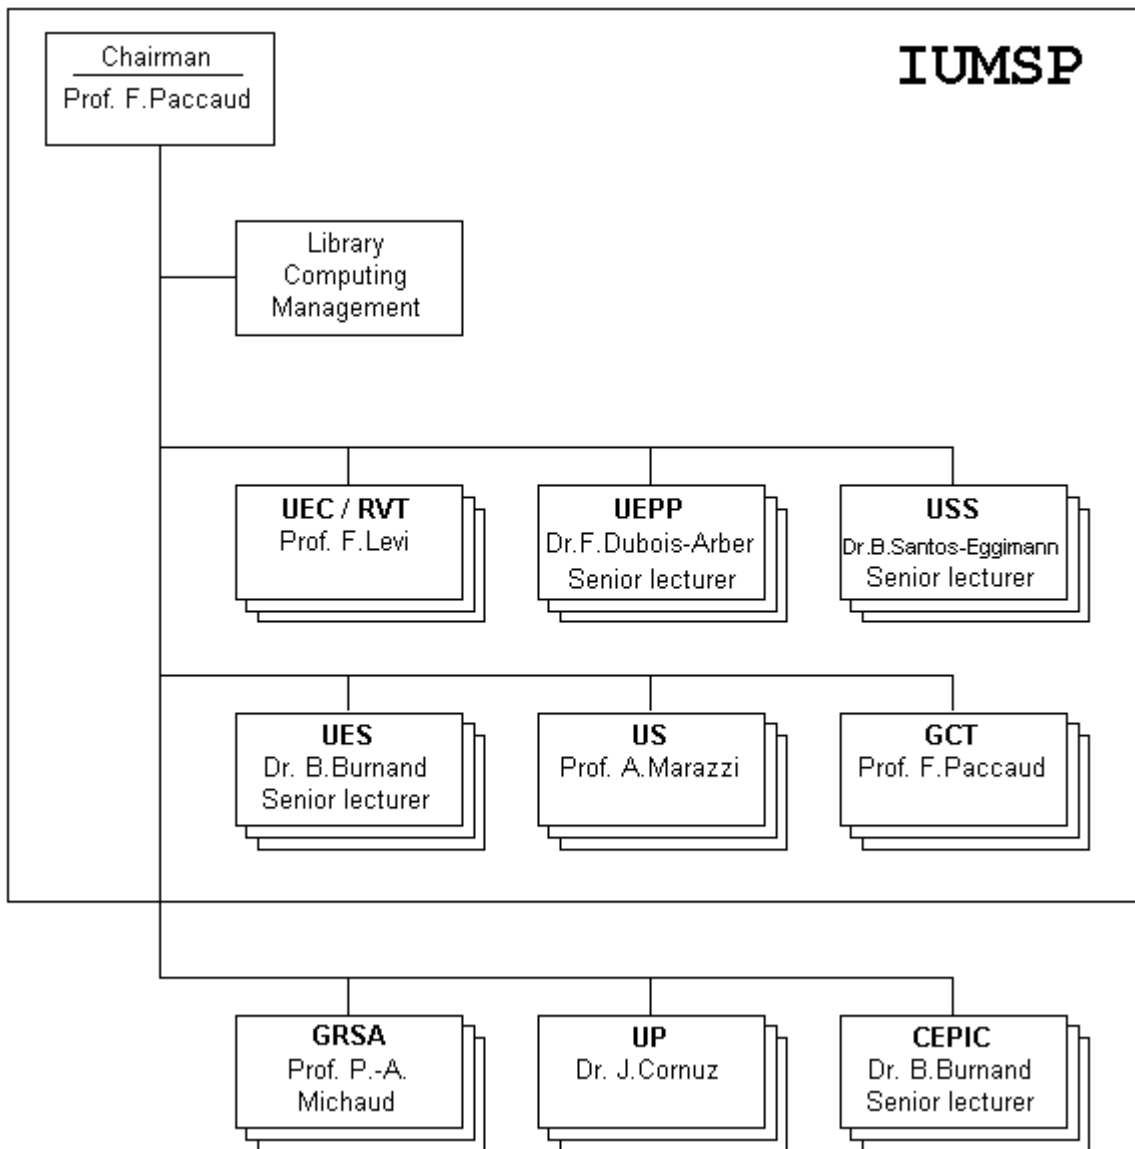 IUMSP
Chairman
Prof. F.Paccaud
Library
Computing
Management
UEC / RVT
Prof. F.Levi
UEPP
Dr.F.Dubois-Arber
Senior lecturer
USS
Dr.B.Santos-Eggimann
Senior lecturer
UES
Dr. B.Burnand
Senior lecturer
US
Prof. A.Marazzi
GCT
Prof. F.Paccaud
GRSA
Prof. P.-A.
Michaud
UP
Dr. J.Cornuz
CEPIC
Dr. B.Burnand
Senior lecturer